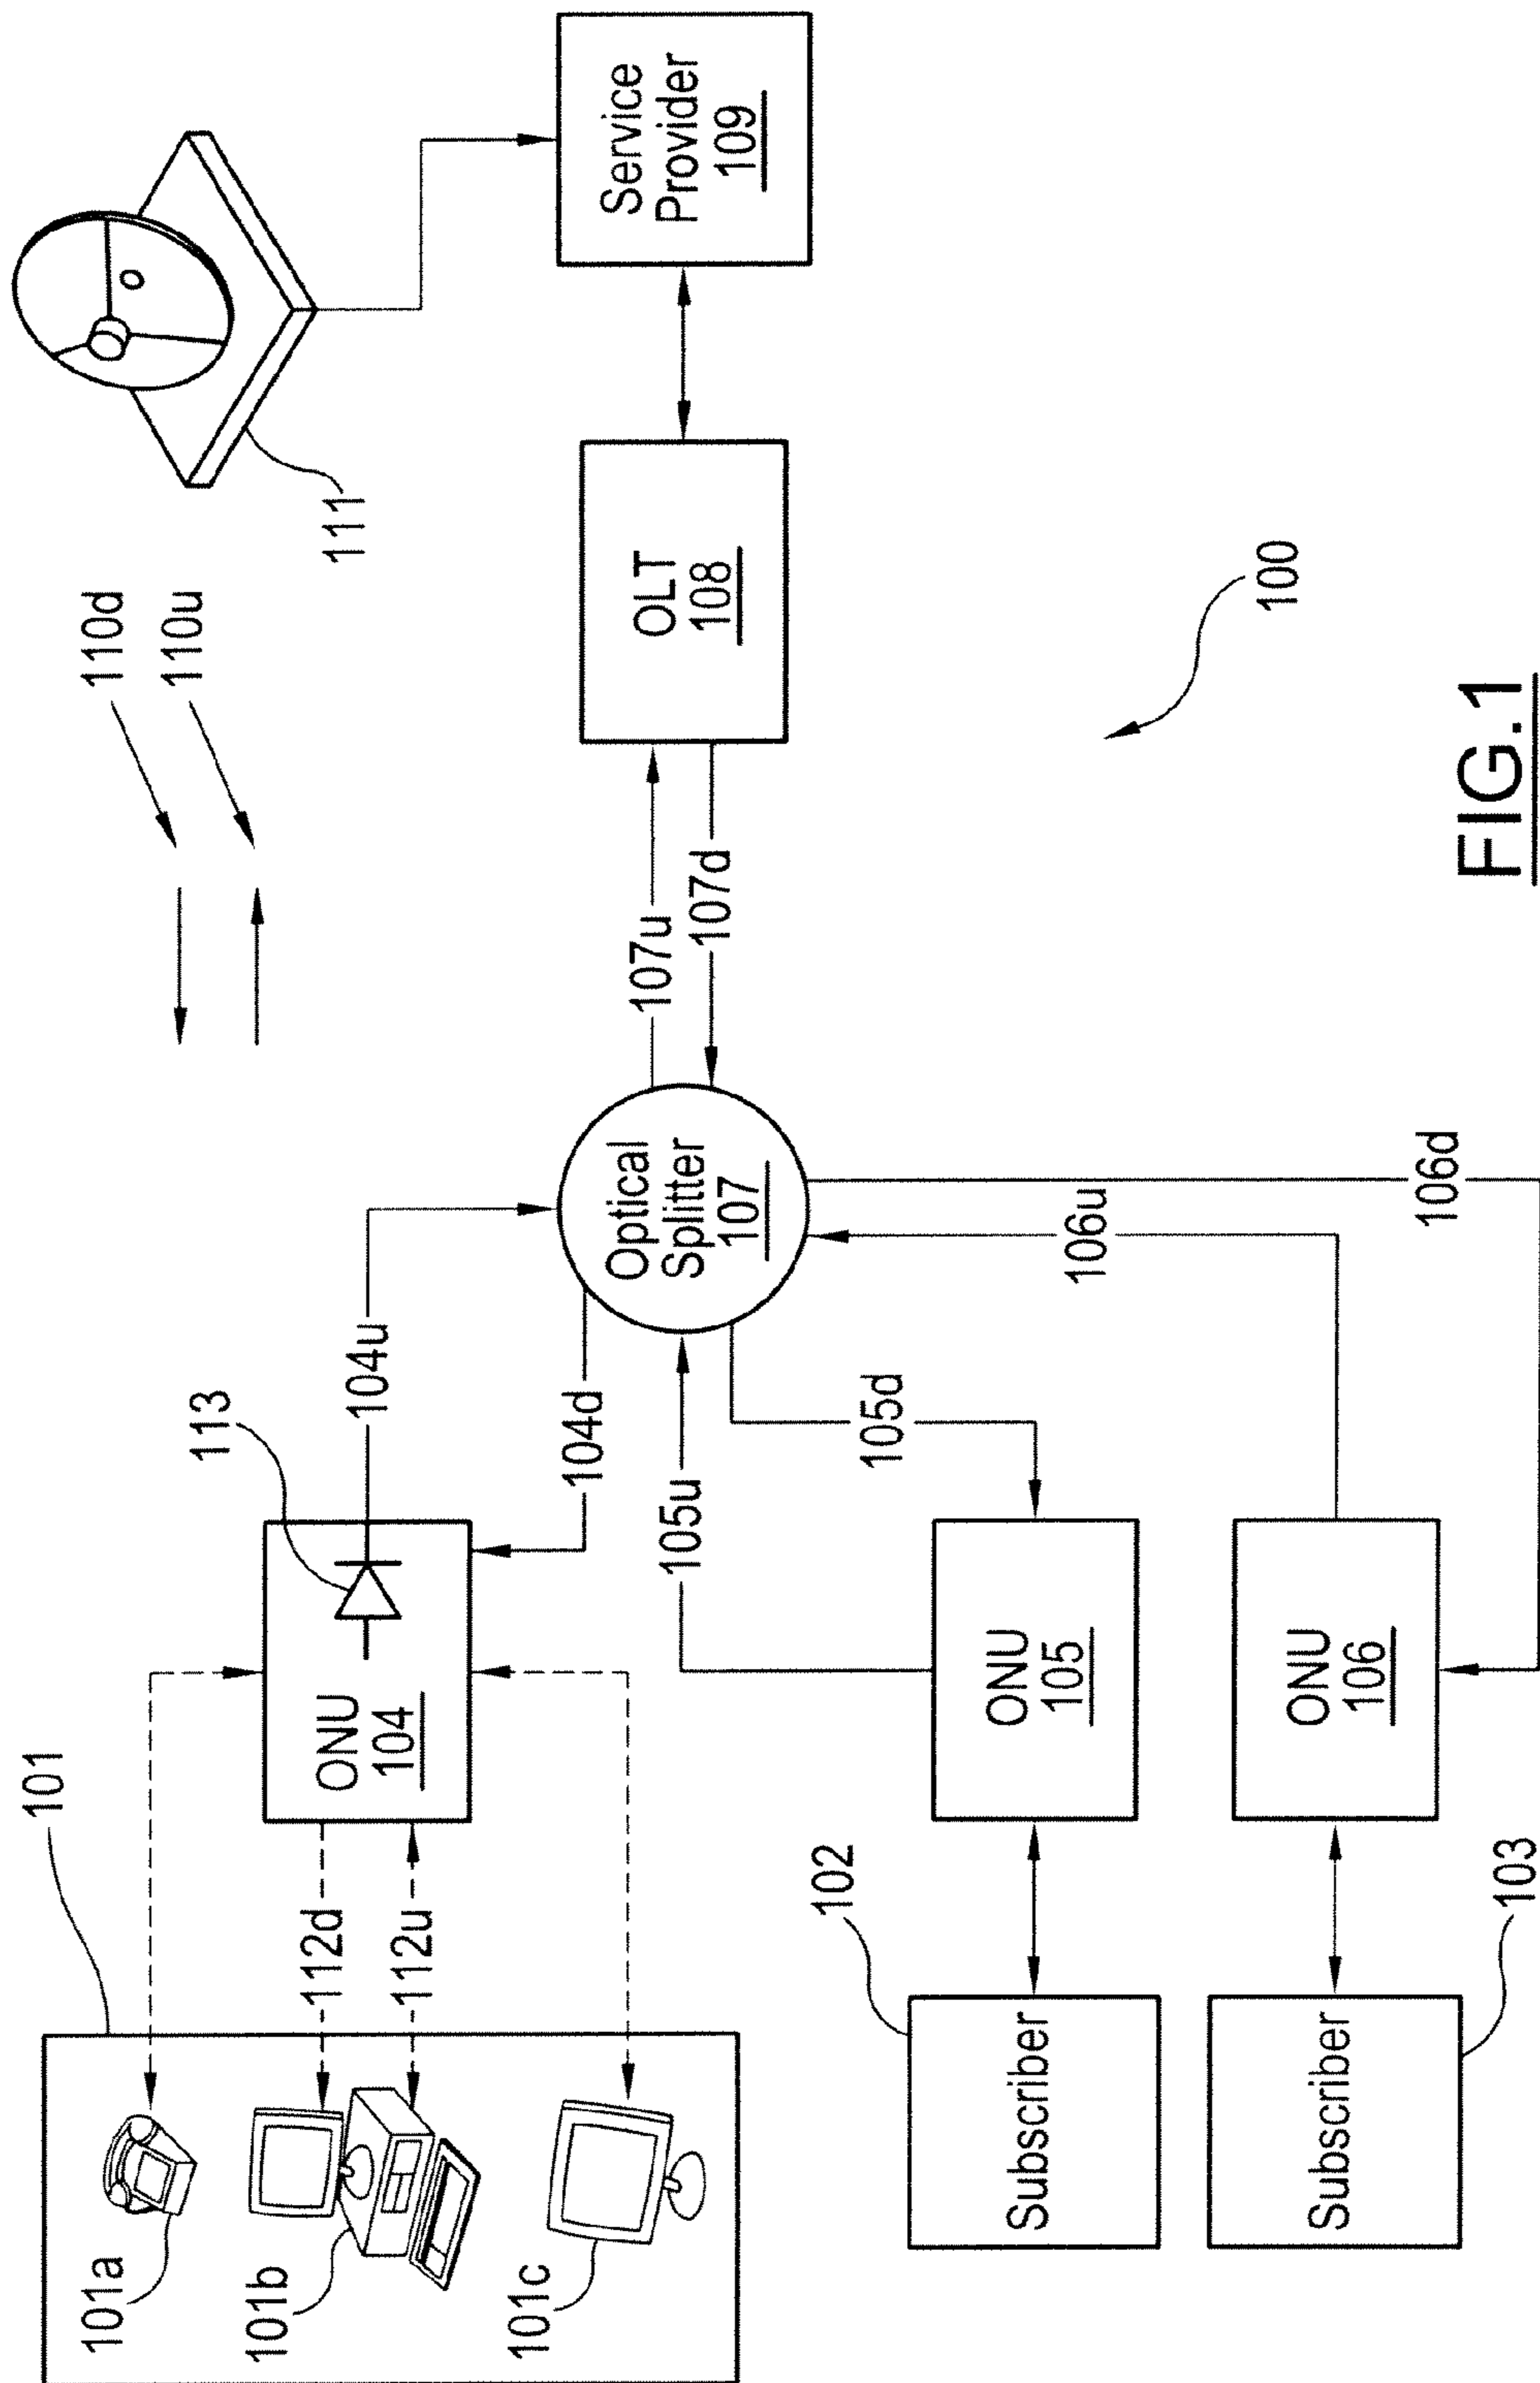 101
101a
101b
101c
112d
112u
ONU
104
113
104u
104d
110d
110u
111
Service
Provider
109
OLT
108
107u
107d
Optical
Splitter
107
105u
105d
106u
106d
102
Subscriber
ONU
105
Subscriber
103
ONU
106
100
FIG.1